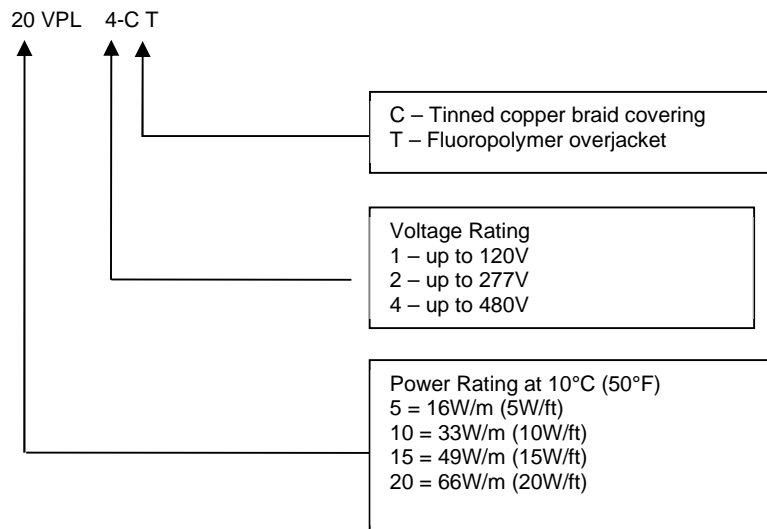 20 VPL 4-C T
C – Tinned copper braid covering
T – Fluoropolymer overjacket
Voltage Rating
1 – up to 120V
2 – up to 277V
4 – up to 480V
Power Rating at 10°C (50°F)
5 = 16W/m (5W/ft)
10 = 33W/m (10W/ft)
15 = 49W/m (15W/ft)
20 = 66W/m (20W/ft)